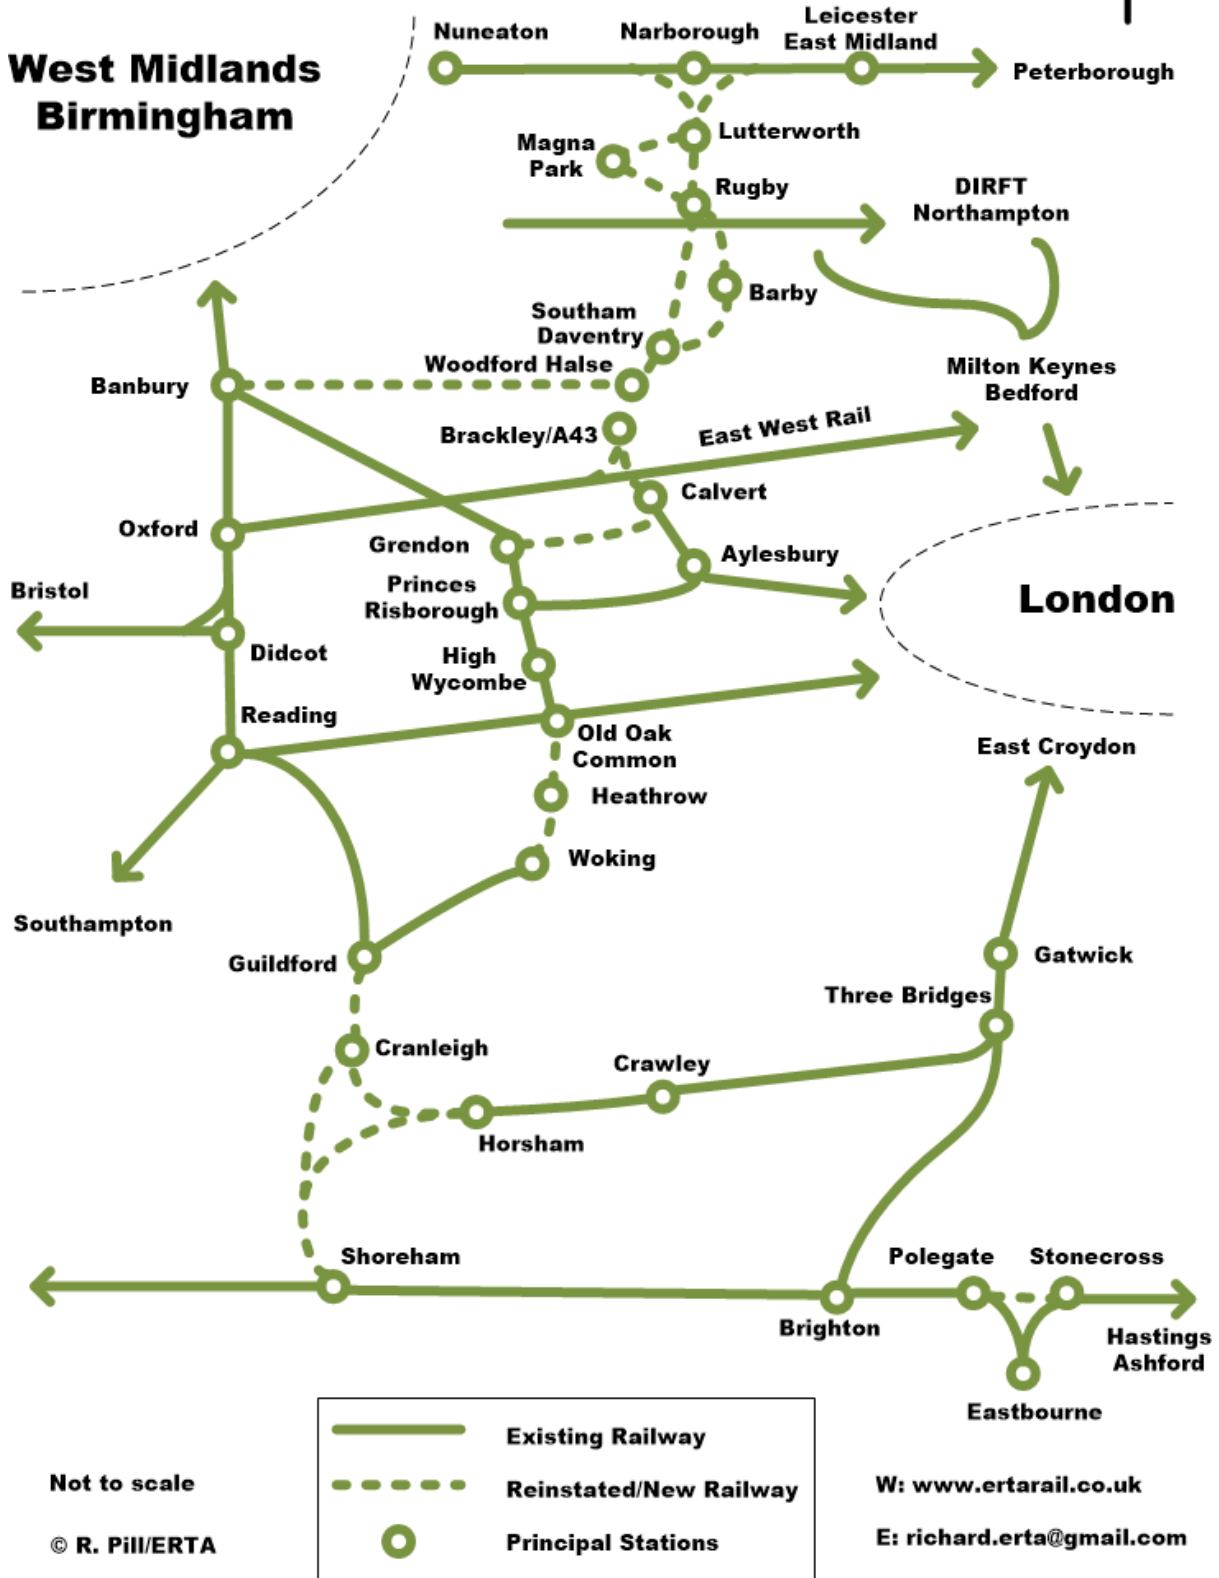 West Midlands
Birmingham
Nuneaton
Narborough
Leicester
East Midland
Peterborough
Lutterworth
Magna
Park
Rugby
DIRFT
Northampton
Barby
Southam
Daventry
Woodford Halse
Banbury
Milton Keynes
Bedford
Brackley/A43
East West Rail
Calvert
Oxford
Grendon
Aylesbury
Bristol
Princes
Risborough
London
Didcot
High
Wycombe
Reading
Old Oak
Common
East Croydon
Heathrow
Woking
Southampton
Guildford
Gatwick
Three Bridges
Cranleigh
Crawley
Horsham
Shoreham
Polegate
Stonecross
Brighton
Hastings
Ashford
Eastbourne
Existing Railway
Not to scale
Reinstated/New Railway
W: www.ertarail.co.uk
© R. Pill/ERTA
Principal Stations
E: richard.erta@gmail.com